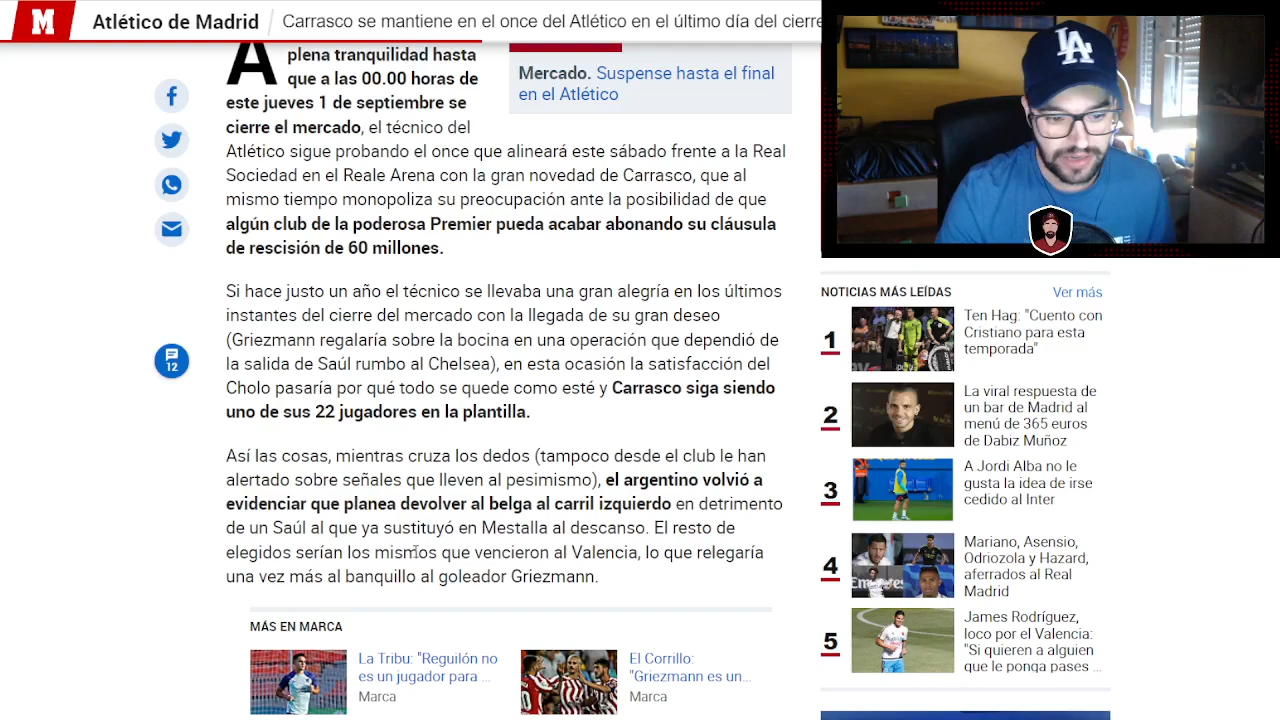 M
Atlético de Madrid
Carrasco se mantiene en el once del Atlético en el último día del cierre
A plena tranquilidad hasta
que a las 00.00 horas de
este jueves 1 de septiembre se
cierre el mercado, el técnico del
Atlético sigue probando el once que alineará este sábado frente a la Real
Sociedad en el Reale Arena con la gran novedad de Carrasco, que al
mismo tiempo monopoliza su preocupación ante la posibilidad de que
algún club de la poderosa Premier pueda acabar abonando su cláusula
de rescisión de 60 millones.
Mercado. Suspense hasta el final
en el Atlético
Si hace justo un año el técnico se llevaba una gran alegría en los últimos
instantes del cierre del mercado con la llegada de su gran deseo
(Griezmann regalaría sobre la bocina en una operación que dependió de
la salida de Saúl rumbo al Chelsea), en esta ocasión la satisfacción del
Cholo pasaría por qué todo se quede como esté y Carrasco siga siendo
uno de sus 22 jugadores en la plantilla.
12
Así las cosas, mientras cruza los dedos (tampoco desde el club le han
alertado sobre señales que lleven al pesimismo), el argentino volvió a
evidenciar que planea devolver al belga al carril izquierdo en detrimento
de un Saúl al que ya sustituyó en Mestalla al descanso. El resto de
elegidos serían los mismos que vencieron al Valencia, lo que relegaría
una vez más al banquillo al goleador Griezmann.
MÁS EN MARCA
La Tribu: "Reguilón no
es un jugador para ...
Marca
El Corrillo:
"Griezmann es un...
Marca
LA
NOTICIAS MÁS LEÍDAS
Ver más
1
Ten Hag: "Cuento con
Cristiano para esta
temporada"
2
La viral respuesta de
un bar de Madrid al
menú de 365 euros
de Dabiz Muñoz
3
A Jordi Alba no le
gusta la idea de irse
cedido al Inter
4
Mariano, Asensio,
Odriozola y Hazard,
aferrados al Real
Madrid
5
James Rodríguez,
loco por el Valencia:
"Si quieren a alguien
que le ponga pases ...